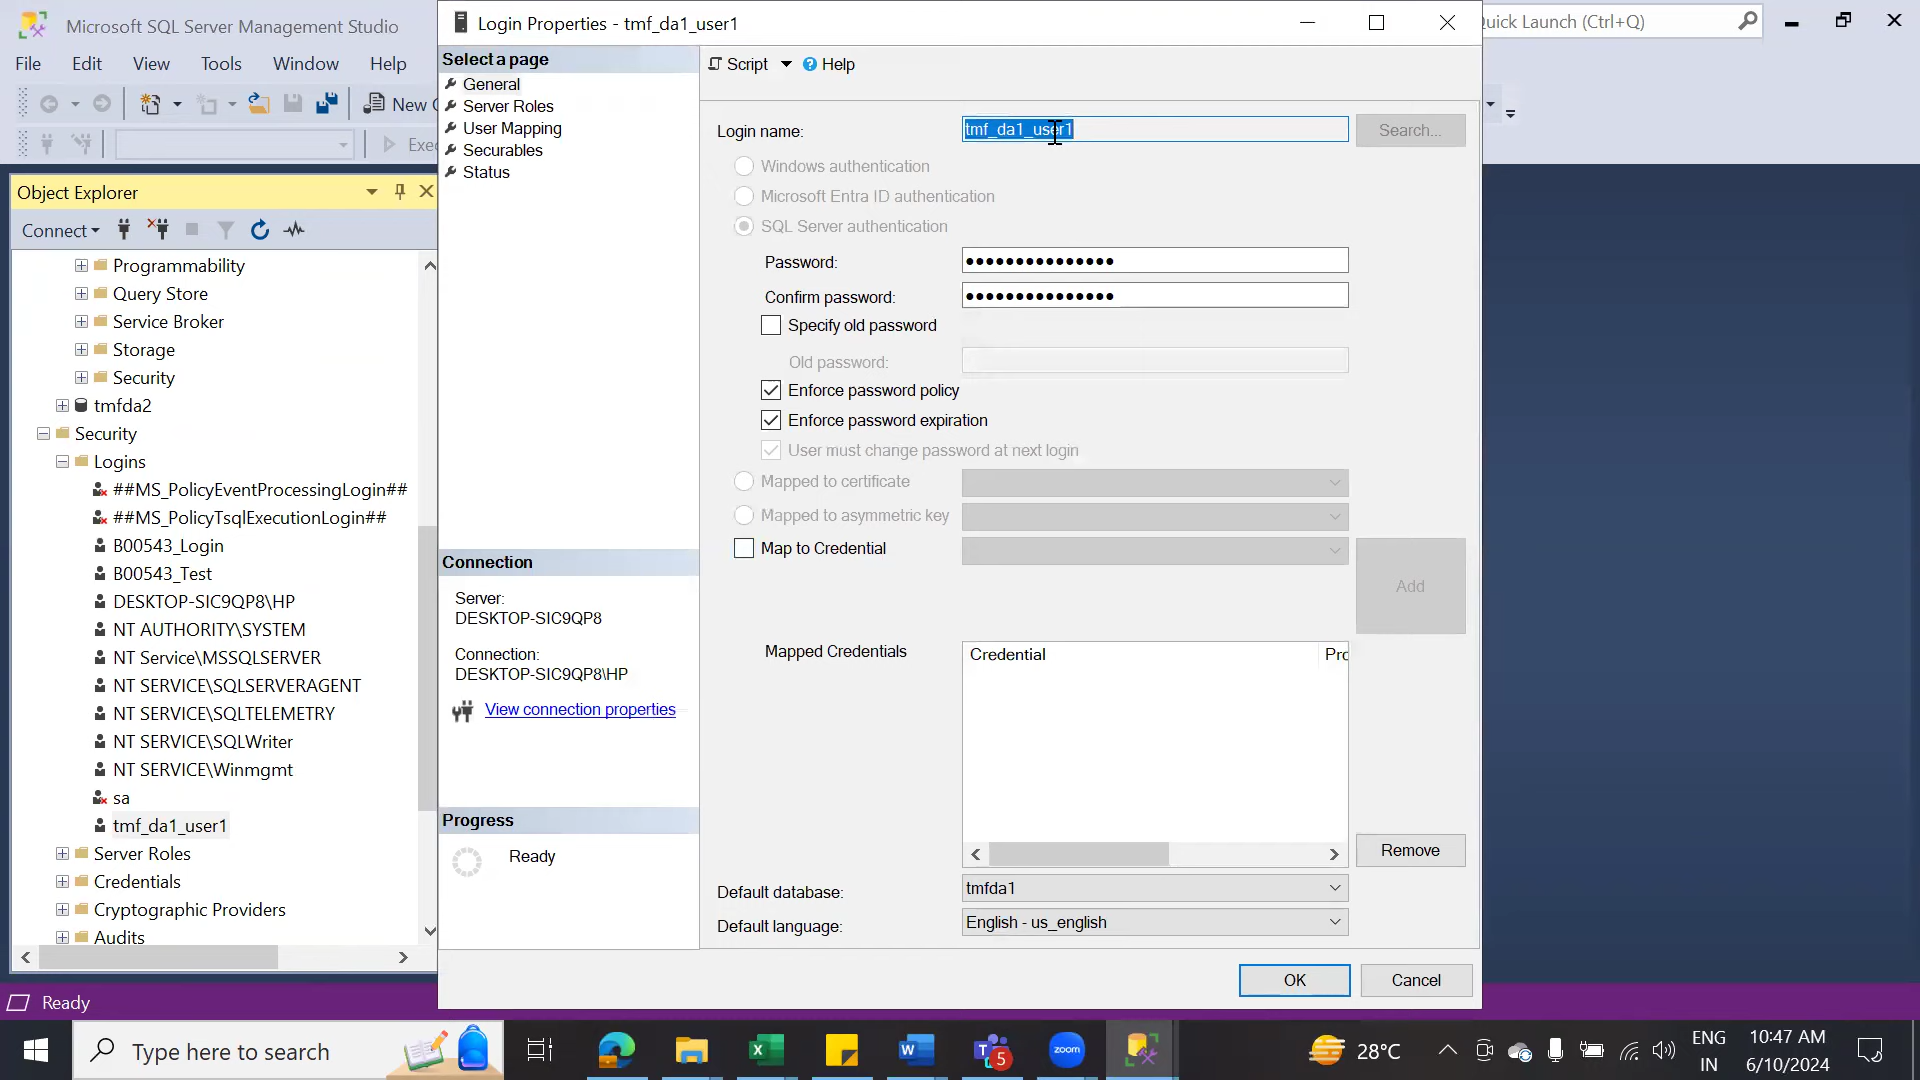 Microsoft SQL Server Management Studio
Quick Launch (Ctrl+Q)
File Edit View Tools Window Help
New
Exec
Object Explorer
Connect
Programmability
Query Store
Service Broker
Storage
Security
tmfda2
Security
Logins
##MS_PolicyEventProcessingLogin##
##MS_PolicyTsqlExecutionLogin##
B00543_Login
B00543_Test
DESKTOP-SIC9QP8\HP
NT AUTHORITY\SYSTEM
NT Service\MSSQLSERVER
NT SERVICE\SQLSERVERAGENT
NT SERVICE\SQLTELEMETRY
NT SERVICE\SQLWriter
NT SERVICE\Winmgmt
sa
tmf_da1_user1
Server Roles
Credentials
Cryptographic Providers
Audits
Login Properties - tmf_da1_user1
Select a page
General
Server Roles
User Mapping
Securables
Status
Connection
Server:
DESKTOP-SIC9QP8
Connection:
DESKTOP-SIC9QP8\HP
View connection properties
Progress
Ready
Script Help
Login name: tmf_da1_user1 Search...
Windows authentication
Microsoft Entra ID authentication
SQL Server authentication
Password: ●●●●●●●●●●●●●●●
Confirm password: ●●●●●●●●●●●●●●●
Specify old password
Old password:
Enforce password policy
Enforce password expiration
User must change password at next login
Mapped to certificate
Mapped to asymmetric key
Map to Credential
Add
Mapped Credentials Credential Pro
Remove
Default database: tmfda1
Default language: English - us_english
OK Cancel
Ready
Type here to search
5
zoom
28°C
ENG
IN
10:47 AM
6/10/2024